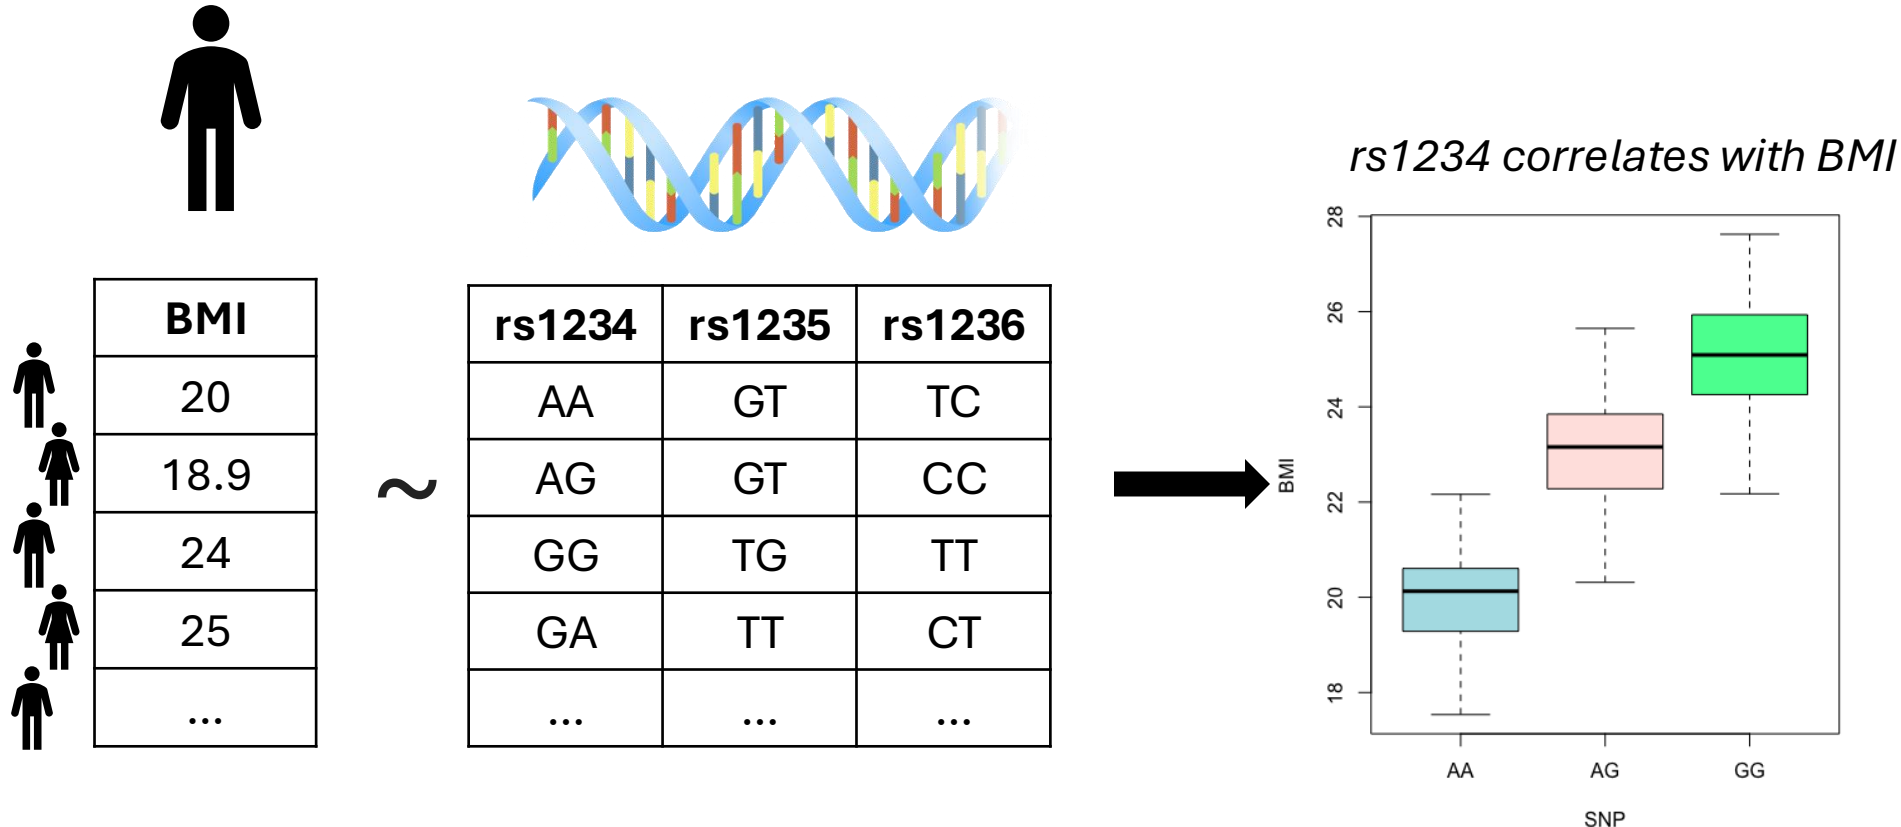 rs1234 correlates with BMI
BMI
20
18.9
24
25
...
~
rs1234 rs1235 rs1236
AA GT TC
AG GT CC
GG TG TT
GA TT CT
... ... ...
BMI
28
26
24
22
20
18
AA AG GG
SNP